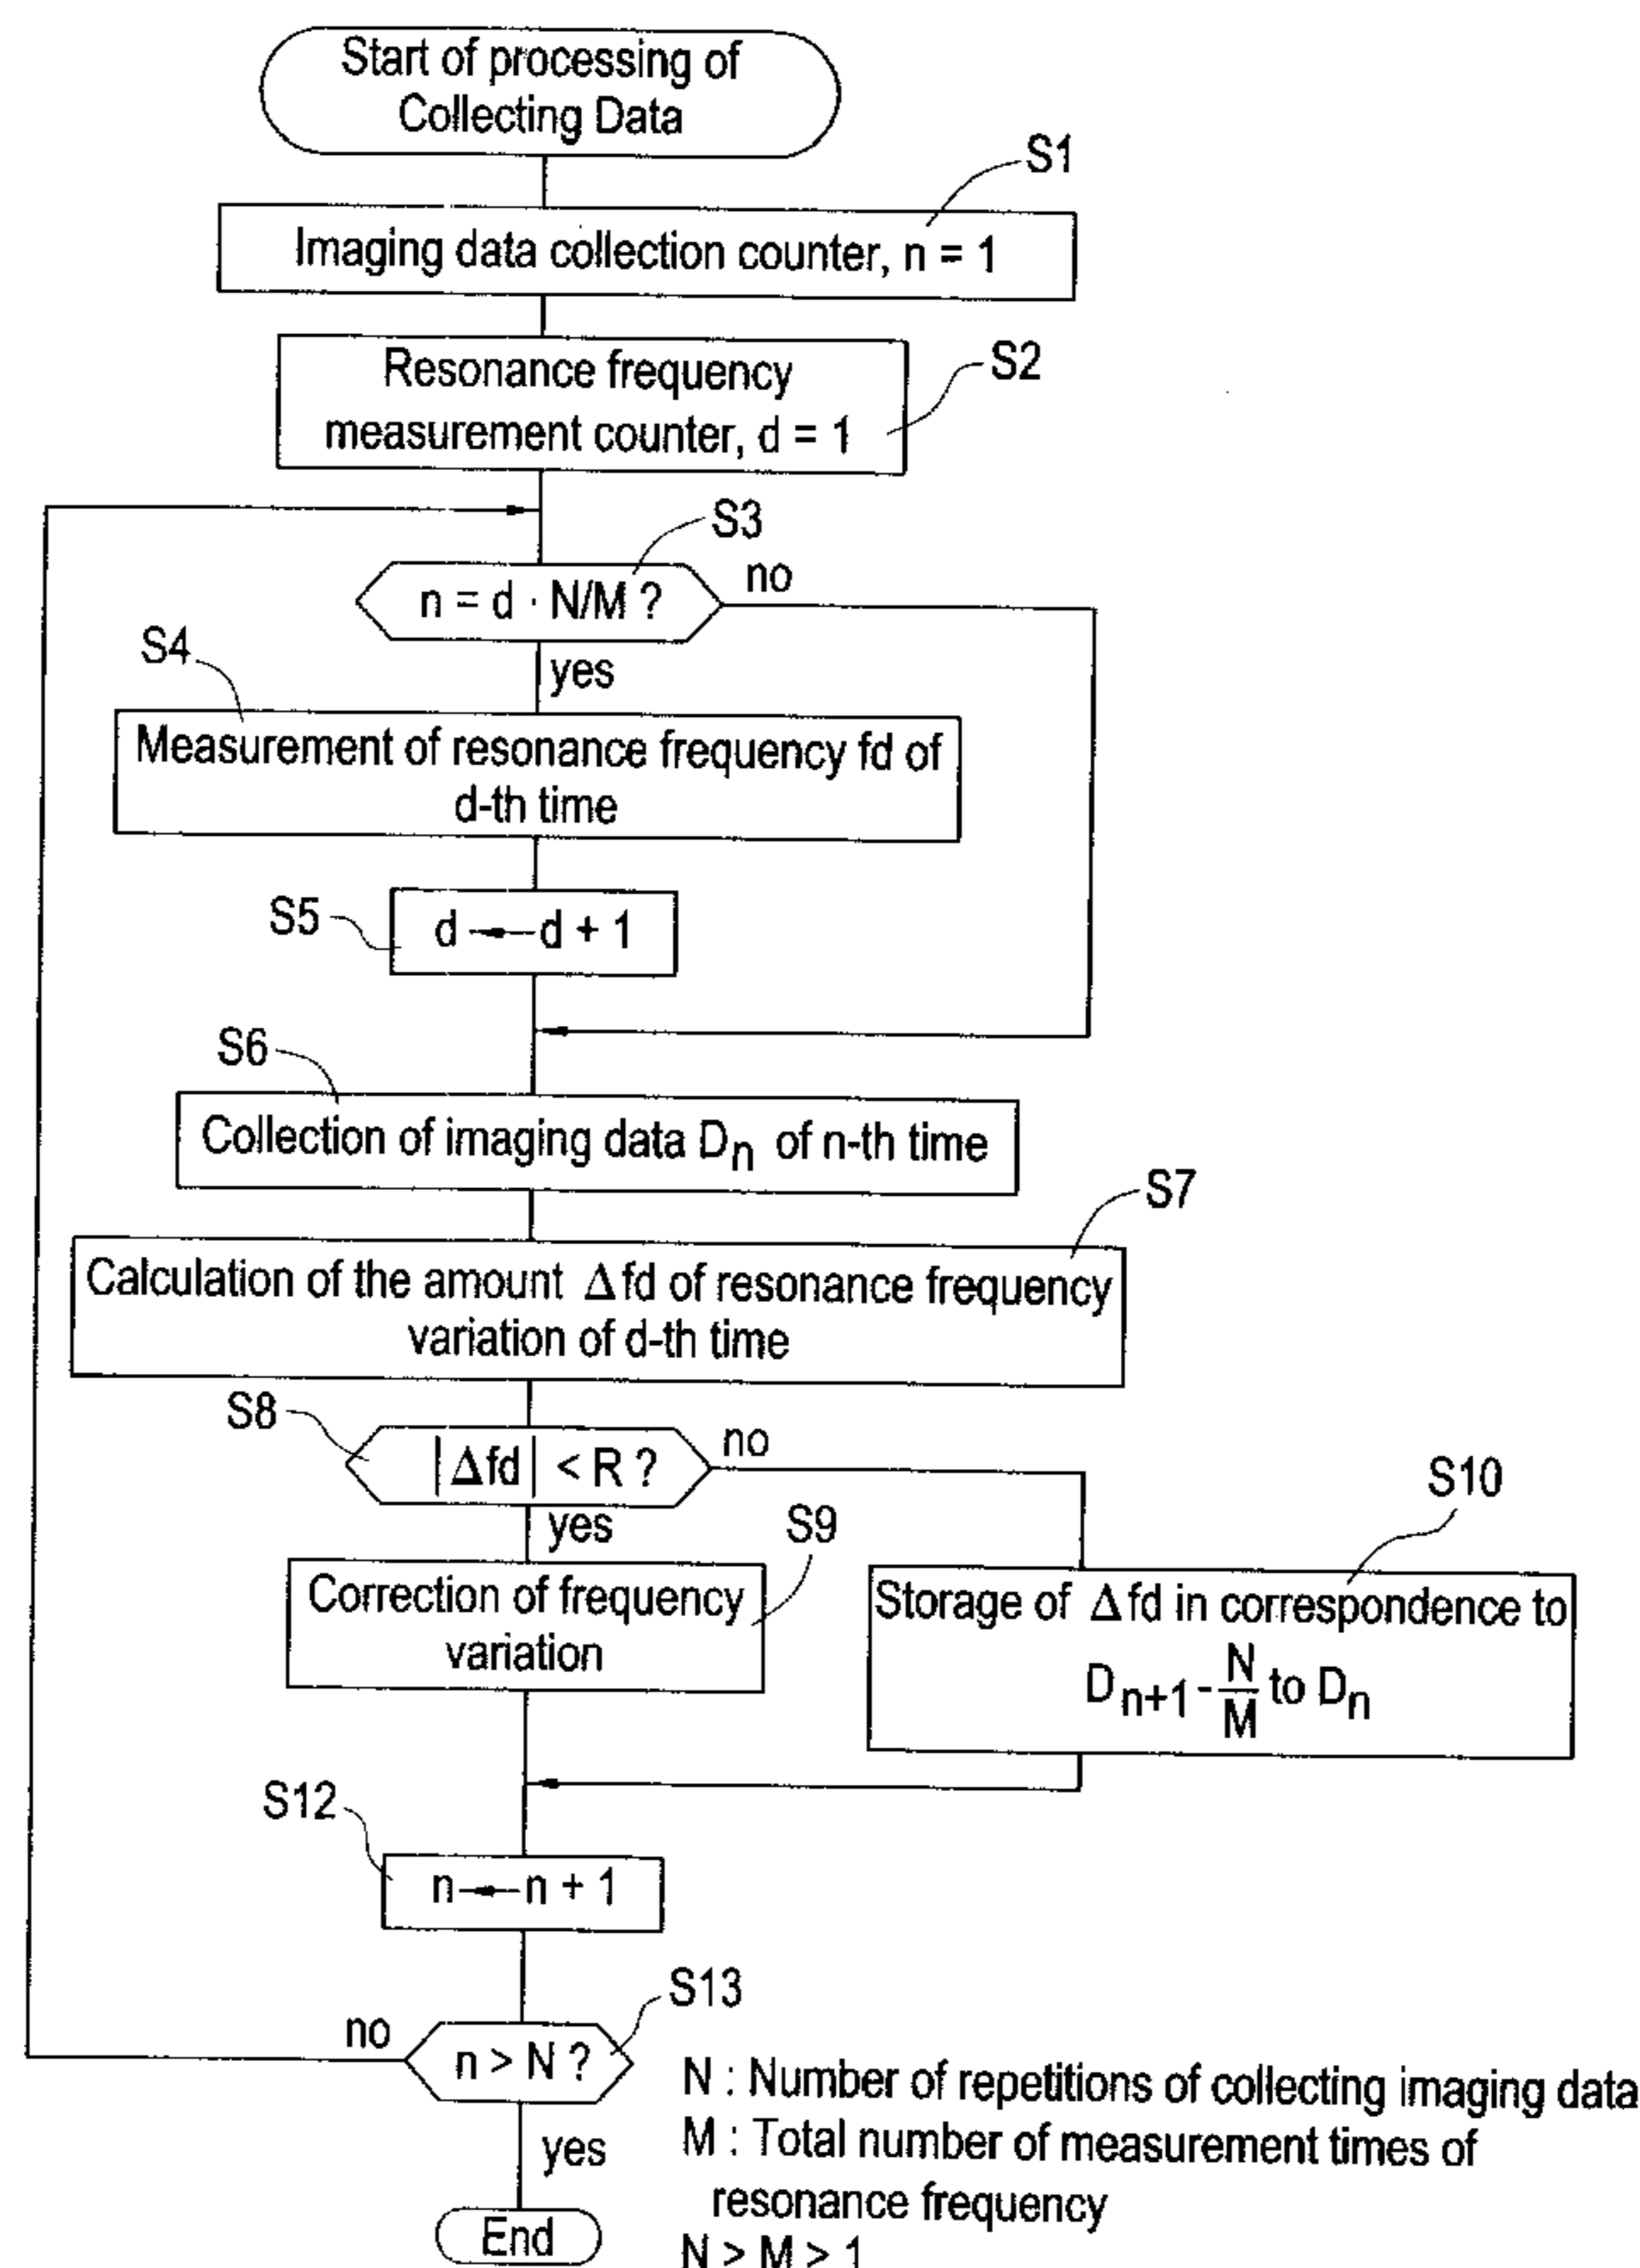 Start of processing of
Collecting Data
S1
Imaging data collection counter, n = 1
Resonance frequency
measurement counter, d = 1
S2
S3
n = d · N/M ?
no
yes
S4
Measurement of resonance frequency fd of
d-th time
S5
d ← d + 1
S6
Collection of imaging data Dn of n-th time
S7
Calculation of the amount Δfd of resonance frequency
variation of d-th time
S8
|Δfd| < R ?
no
yes
S9
Correction of frequency
variation
S10
Storage of Δfd in correspondence to
Dn+1 - N/M to Dn
S12
n ← n + 1
S13
n > N ?
no
yes
End
N : Number of repetitions of collecting imaging data
M : Total number of measurement times of
resonance frequency
N > M > 1